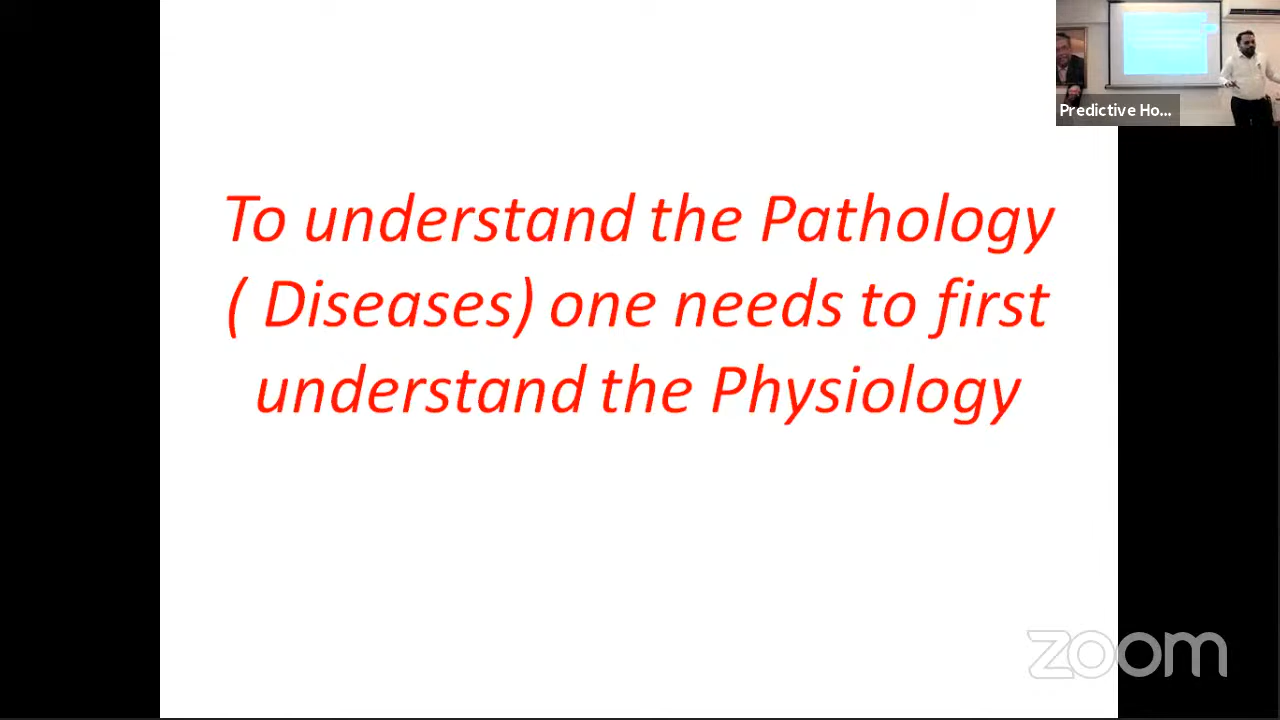 Predictive Ho...
To understand the Pathology
( Diseases) one needs to first
understand the Physiology
zoom